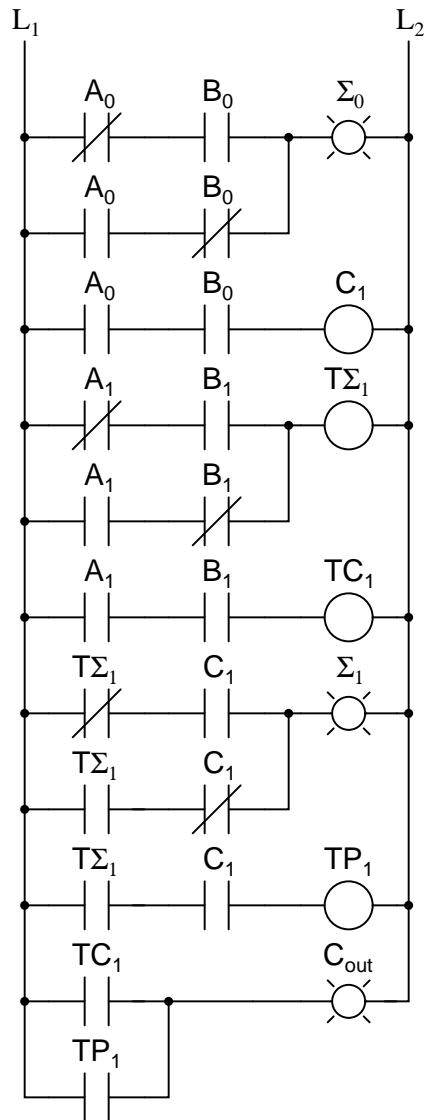 L₁ L₂
A₀ B₀ Σ₀
A₀ B₀
A₀ B₀ C₁
A₁ B₁ TΣ₁
A₁ B₁
A₁ B₁ TC₁
TΣ₁ C₁ Σ₁
TΣ₁ C₁
TΣ₁ C₁ TP₁
TC₁ Cₒᵤₜ
TP₁